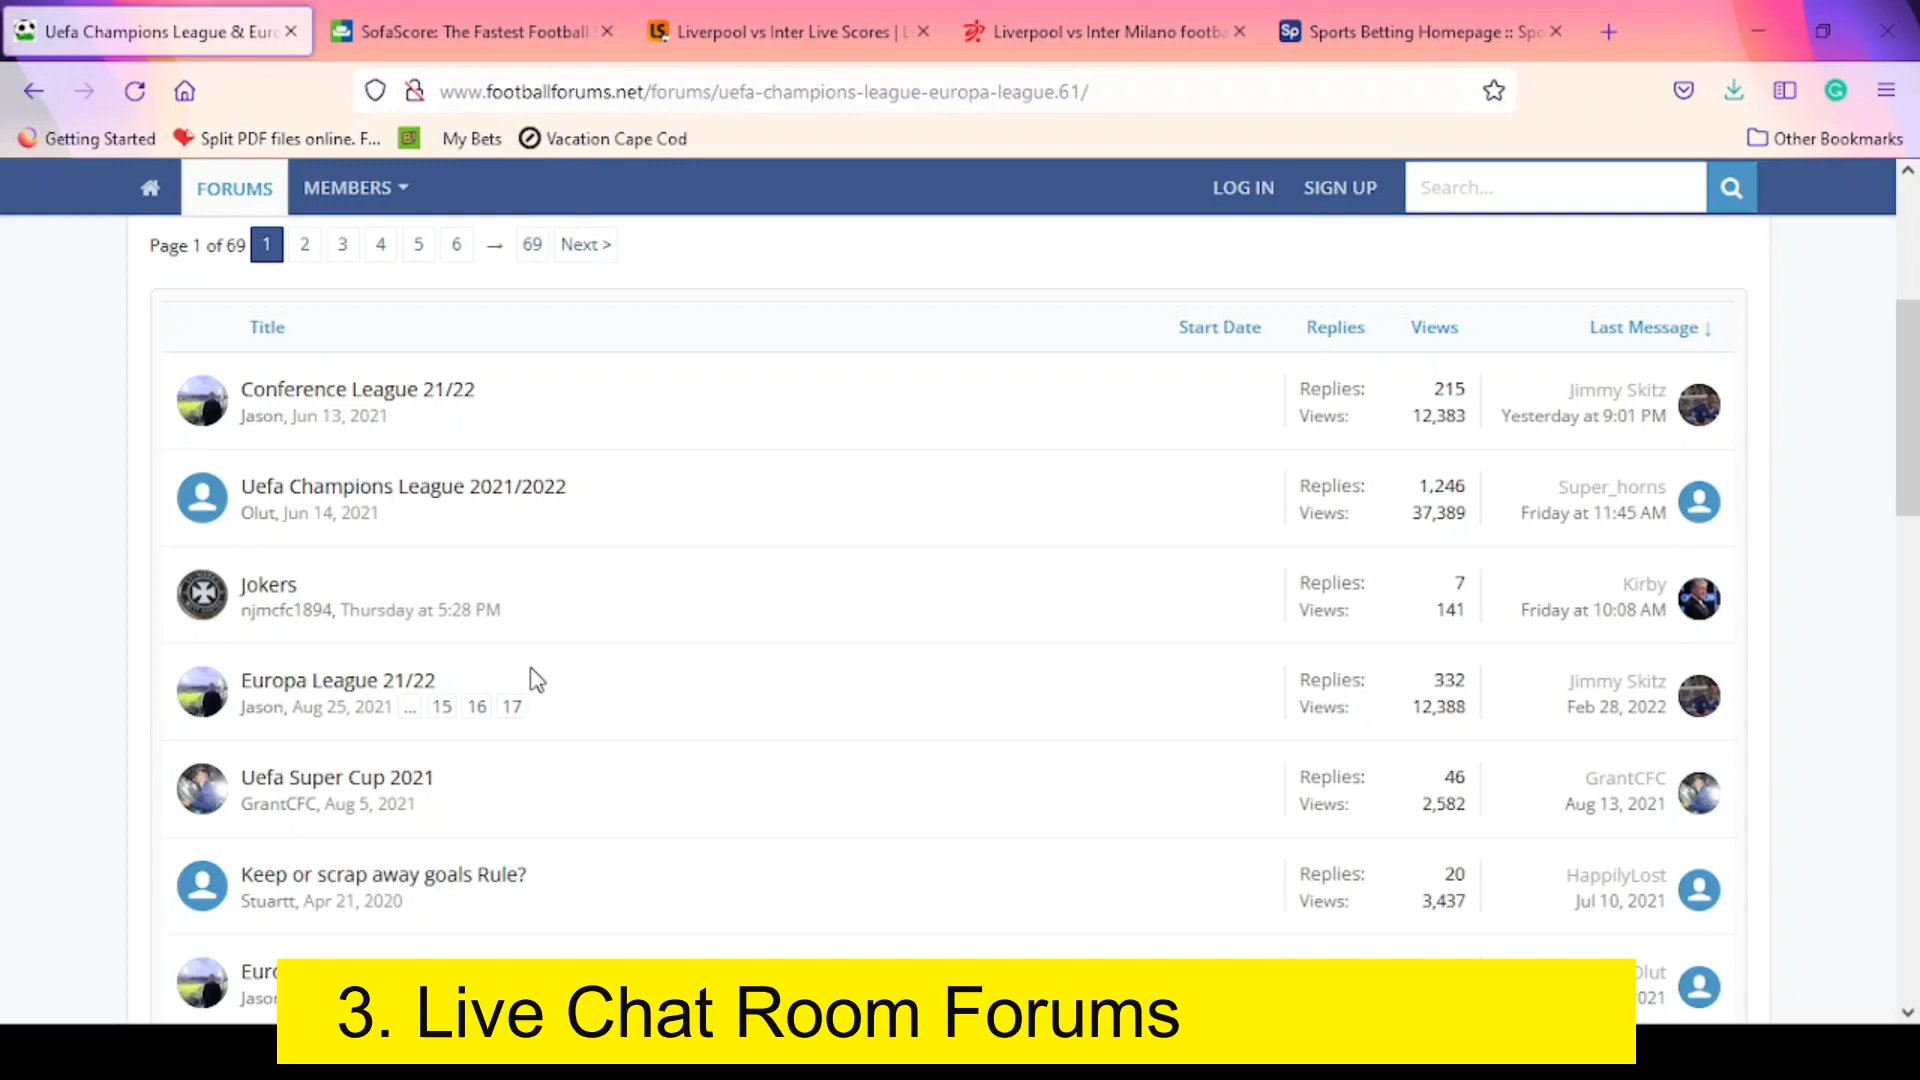 Uefa Champions League & Euro
SofaScore: The Fastest Football
LS
Liverpool vs Inter Live Scores | L
Liverpool vs Inter Milano footba
Sp
Sports Betting Homepage :: Spo
www.footballforums.net/forums/uefa-champions-league-europa-league.61/
Getting Started
Split PDF files online. F...
My Bets
Vacation Cape Cod
Other Bookmarks
FORUMS
MEMBERS
LOG IN
SIGN UP
Search...
Page 1 of 69 1 2 3 4 5 6 → 69 Next >
Title
Start Date
Replies
Views
Last Message ↓
Conference League 21/22
Jason, Jun 13, 2021
Replies: 215
Views: 12,383
Jimmy Skitz
Yesterday at 9:01 PM
Uefa Champions League 2021/2022
Olut, Jun 14, 2021
Replies: 1,246
Views: 37,389
Super_horns
Friday at 11:45 AM
Jokers
njmcfc1894, Thursday at 5:28 PM
Replies: 7
Views: 141
Kirby
Friday at 10:08 AM
Europa League 21/22
Jason, Aug 25, 2021 ... 15 16 17
Replies: 332
Views: 12,388
Jimmy Skitz
Feb 28, 2022
Uefa Super Cup 2021
GrantCFC, Aug 5, 2021
Replies: 46
Views: 2,582
GrantCFC
Aug 13, 2021
Keep or scrap away goals Rule?
Stuartt, Apr 21, 2020
Replies: 20
Views: 3,437
HappilyLost
Jul 10, 2021
3. Live Chat Room Forums